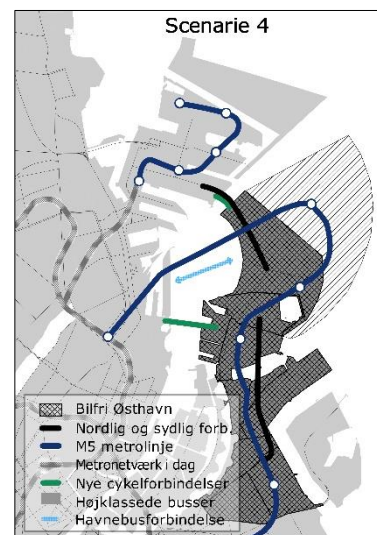 Scenarie 4
Bilfri Østhavn
Nordlig og sydlig forb.
M5 metrolinje
Metronetværk i dag
Nye cykelforbindelser
Højklassede busser
Havnebusforbindelse